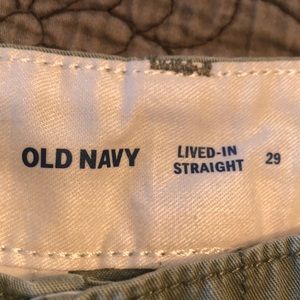 OLD NAVY
LIVED-IN
STRAIGHT
29